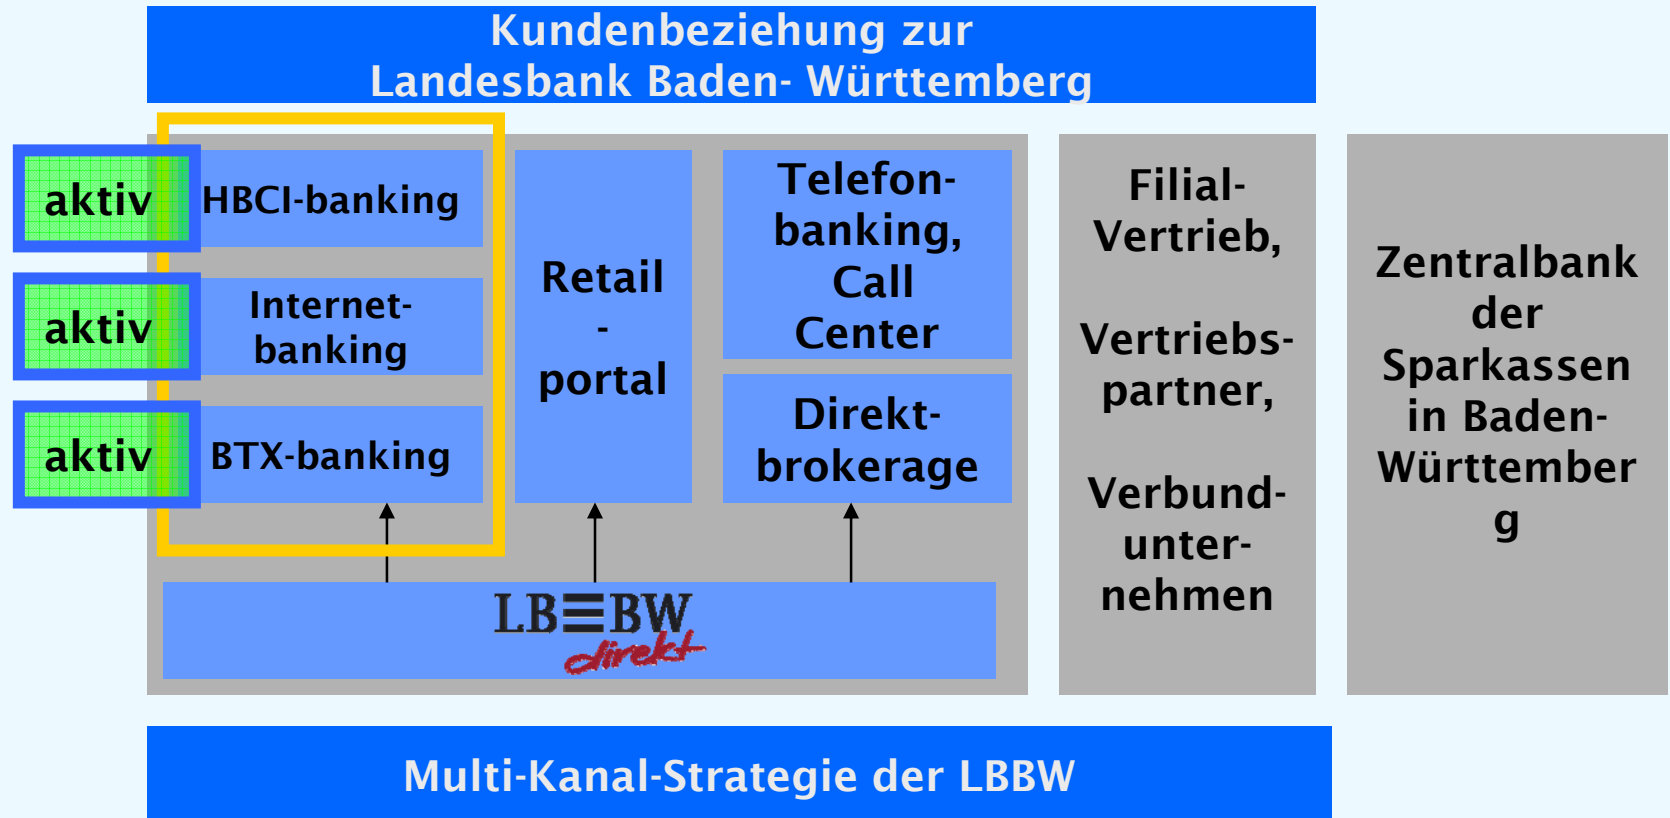 Kundenbeziehung zur
Landesbank Baden- Württemberg
aktiv
HBCI-banking
aktiv
Internet-
banking
aktiv
BTX-banking
Retail
-
portal
Telefon-
banking,
Call
Center
Direkt-
brokerage
LBBW
direkt
Filial-
Vertrieb,
Vertriebs-
partner,
Verbund-
unter-
nehmen
Zentralbank
der
Sparkassen
in Baden-
Württember
g
Multi-Kanal-Strategie der LBBW